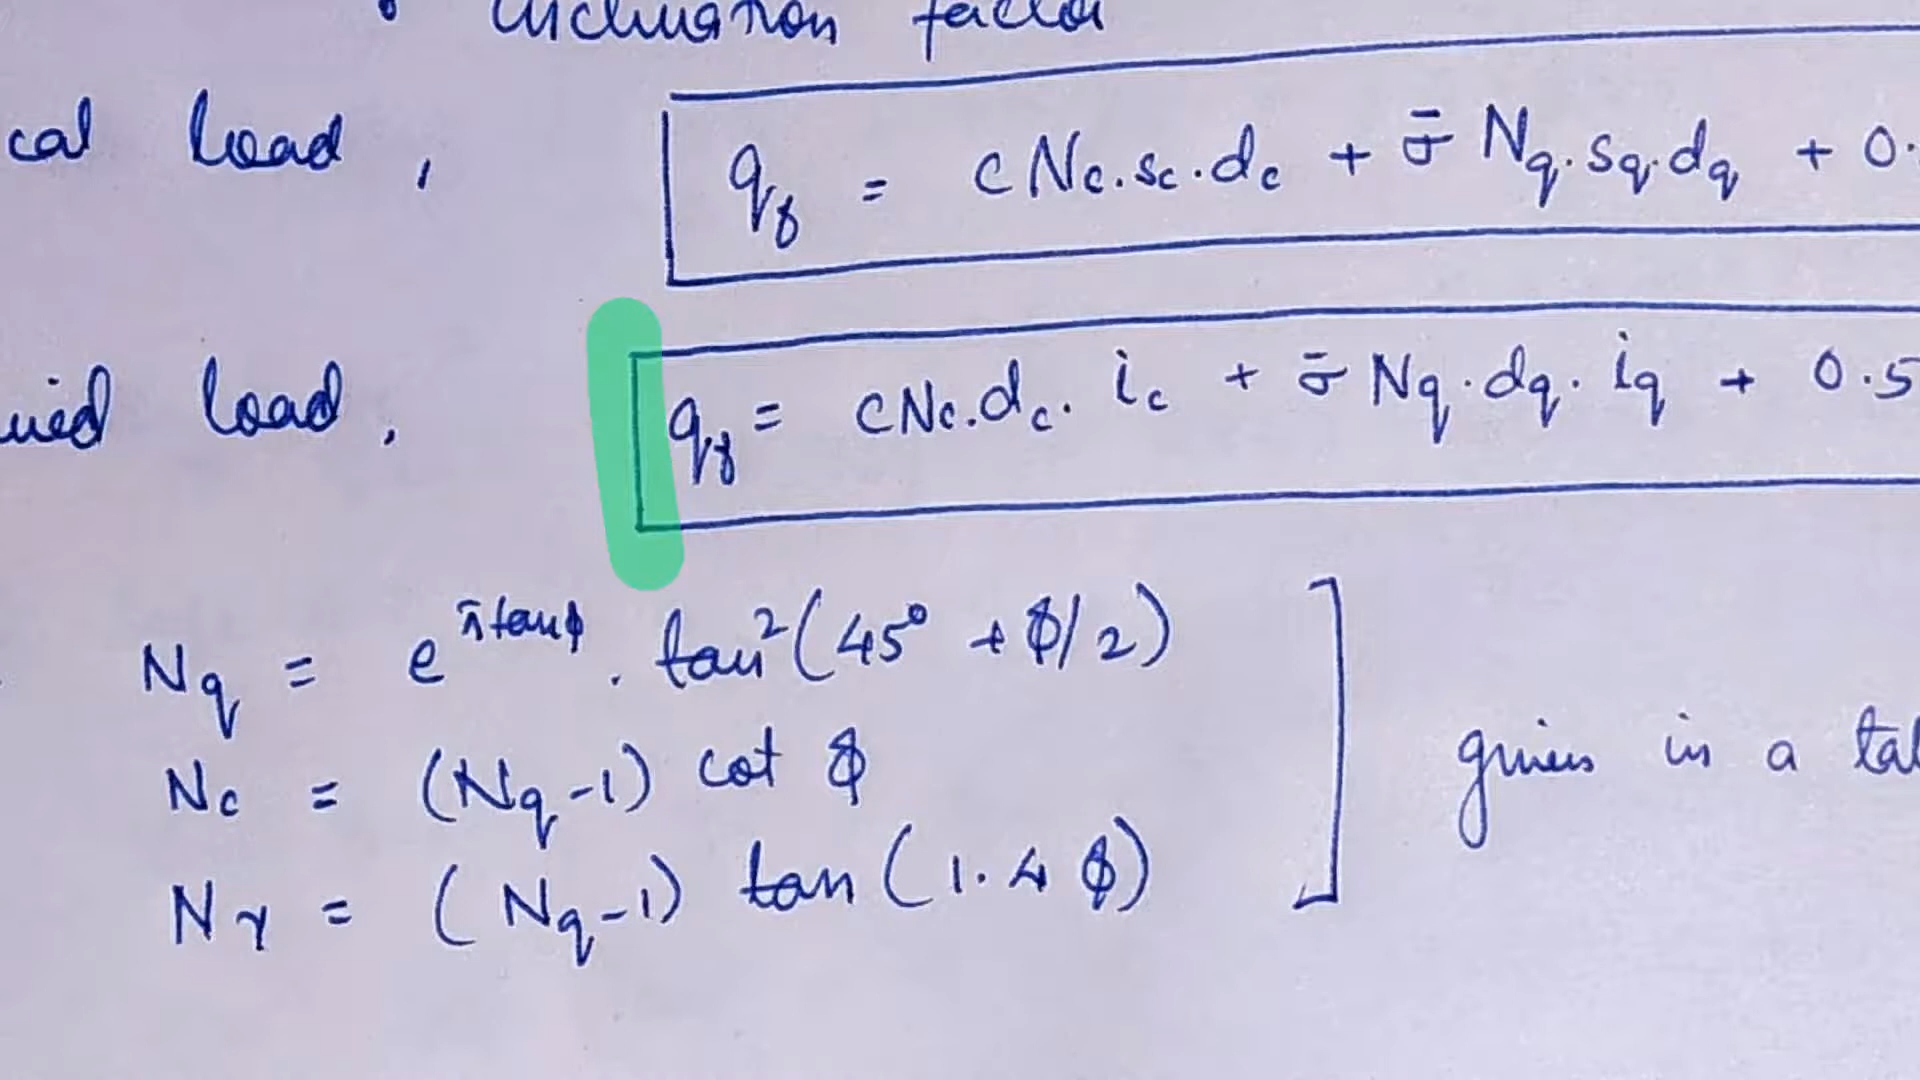 • Inclination factor
cal load, q_f = cN_c.s_c.d_c + σ̄ N_q.s_q.d_q + 0.
load, q_f = cN_c.d_c. i_c + σ̄ N_q.d_q. i_q + 0.5
N_q = e^{π tanφ} . tan²(45° + φ/2)
N_c = (N_q-1) cot φ
given in a
N_γ = (N_q-1) tan(1.4 φ)